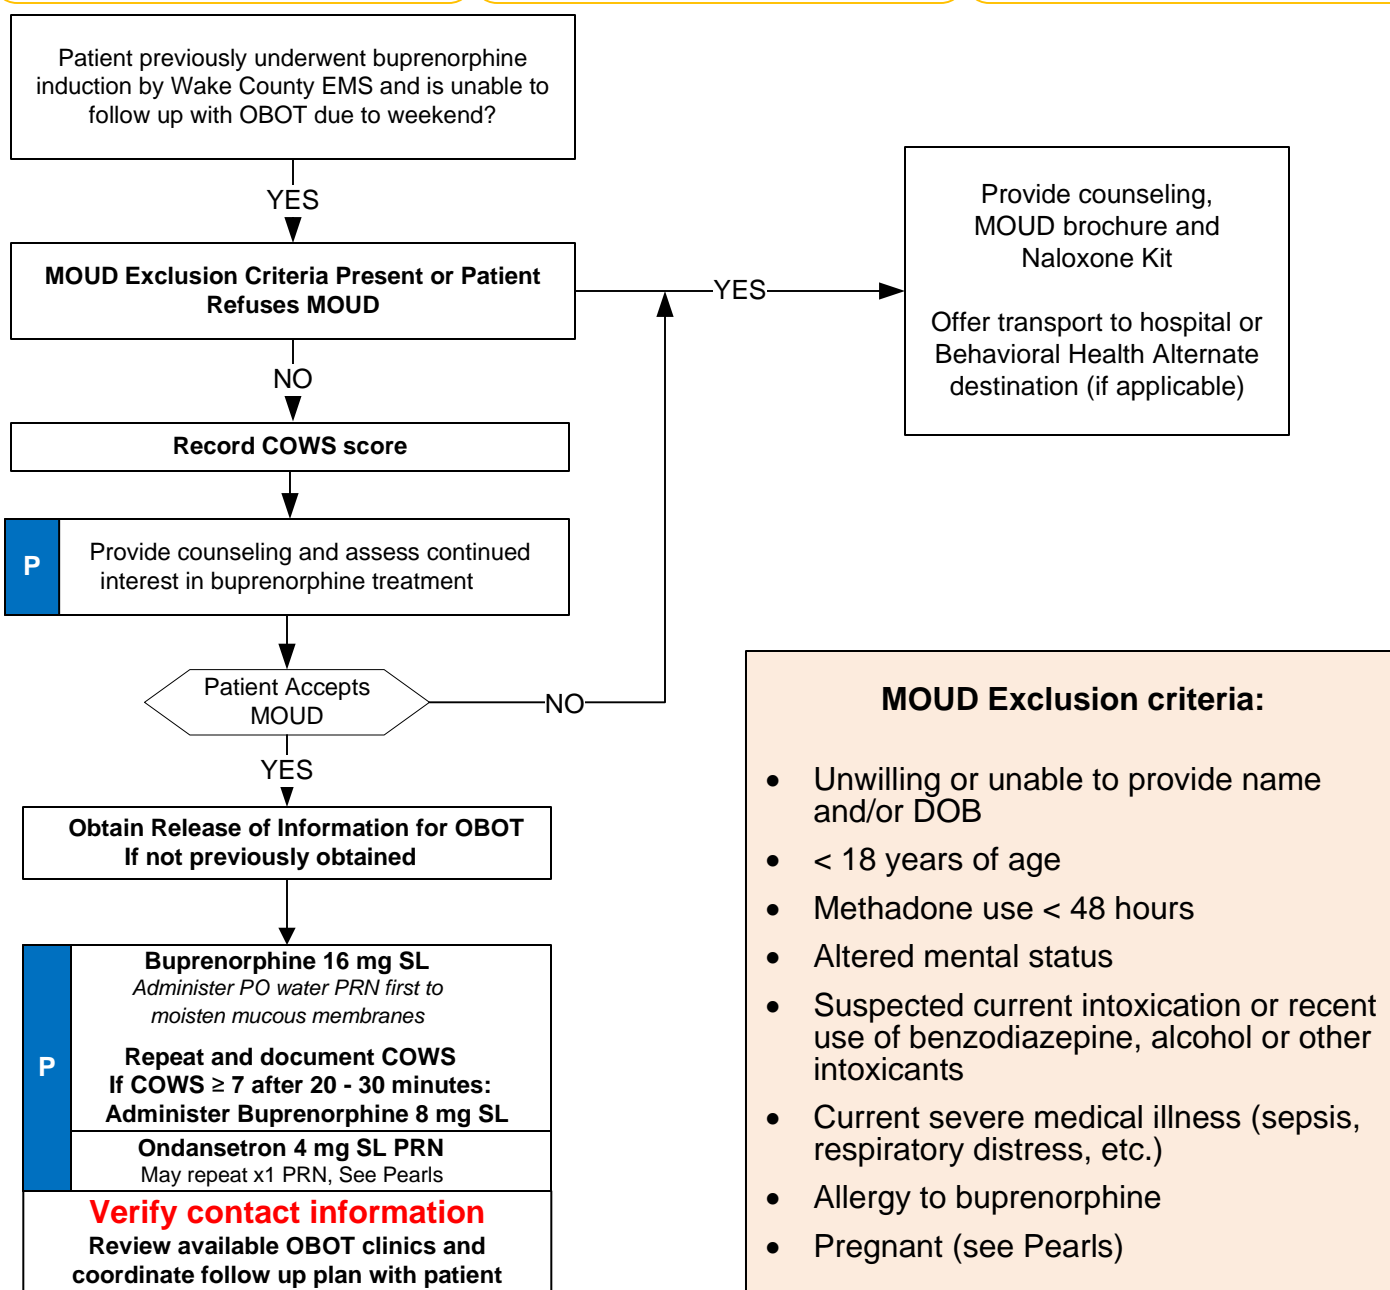 Patient previously underwent buprenorphine
induction by Wake County EMS and is unable to
follow up with OBOT due to weekend?
YES
MOUD Exclusion Criteria Present or Patient
Refuses MOUD
YES
Provide counseling,
MOUD brochure and
Naloxone Kit
Offer transport to hospital or
Behavioral Health Alternate
destination (if applicable)
NO
Record COWS score
P
Provide counseling and assess continued
interest in buprenorphine treatment
Patient Accepts
MOUD
NO
YES
Obtain Release of Information for OBOT
If not previously obtained
P
Buprenorphine 16 mg SL
Administer PO water PRN first to
moisten mucous membranes
Repeat and document COWS
If COWS ≥ 7 after 20 - 30 minutes:
Administer Buprenorphine 8 mg SL
Ondansetron 4 mg SL PRN
May repeat x1 PRN, See Pearls
Verify contact information
Review available OBOT clinics and
coordinate follow up plan with patient
MOUD Exclusion criteria:
• Unwilling or unable to provide name
and/or DOB
• < 18 years of age
• Methadone use < 48 hours
• Altered mental status
• Suspected current intoxication or recent
use of benzodiazepine, alcohol or other
intoxicants
• Current severe medical illness (sepsis,
respiratory distress, etc.)
• Allergy to buprenorphine
• Pregnant (see Pearls)